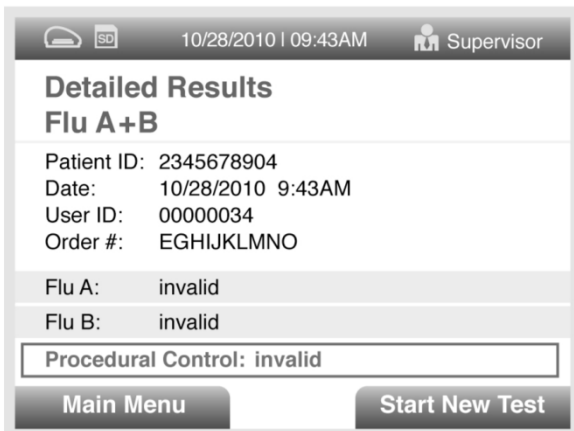 SD 10/28/2010 | 09:43AM Supervisor
Detailed Results
Flu A+B
Patient ID: 2345678904
Date: 10/28/2010 9:43AM
User ID: 00000034
Order #: EGHIJKLMNO
Flu A: invalid
Flu B: invalid
Procedural Control: invalid
Main Menu Start New Test